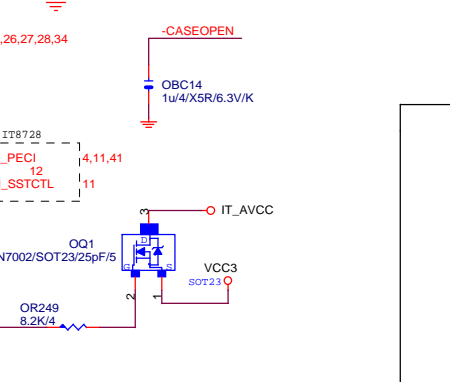 -CASEOPEN
,26,27,28,34
OBC14
1u/4/X5R/6.3V/K
IT8728
_PECI
4,11,41
12
_SSTCTL
11
3
IT_AVCC
OQ1
D
N7002/SOT23/25pF/5
G
S
VCC3
SOT23
2
1
OR249
8.2K/4